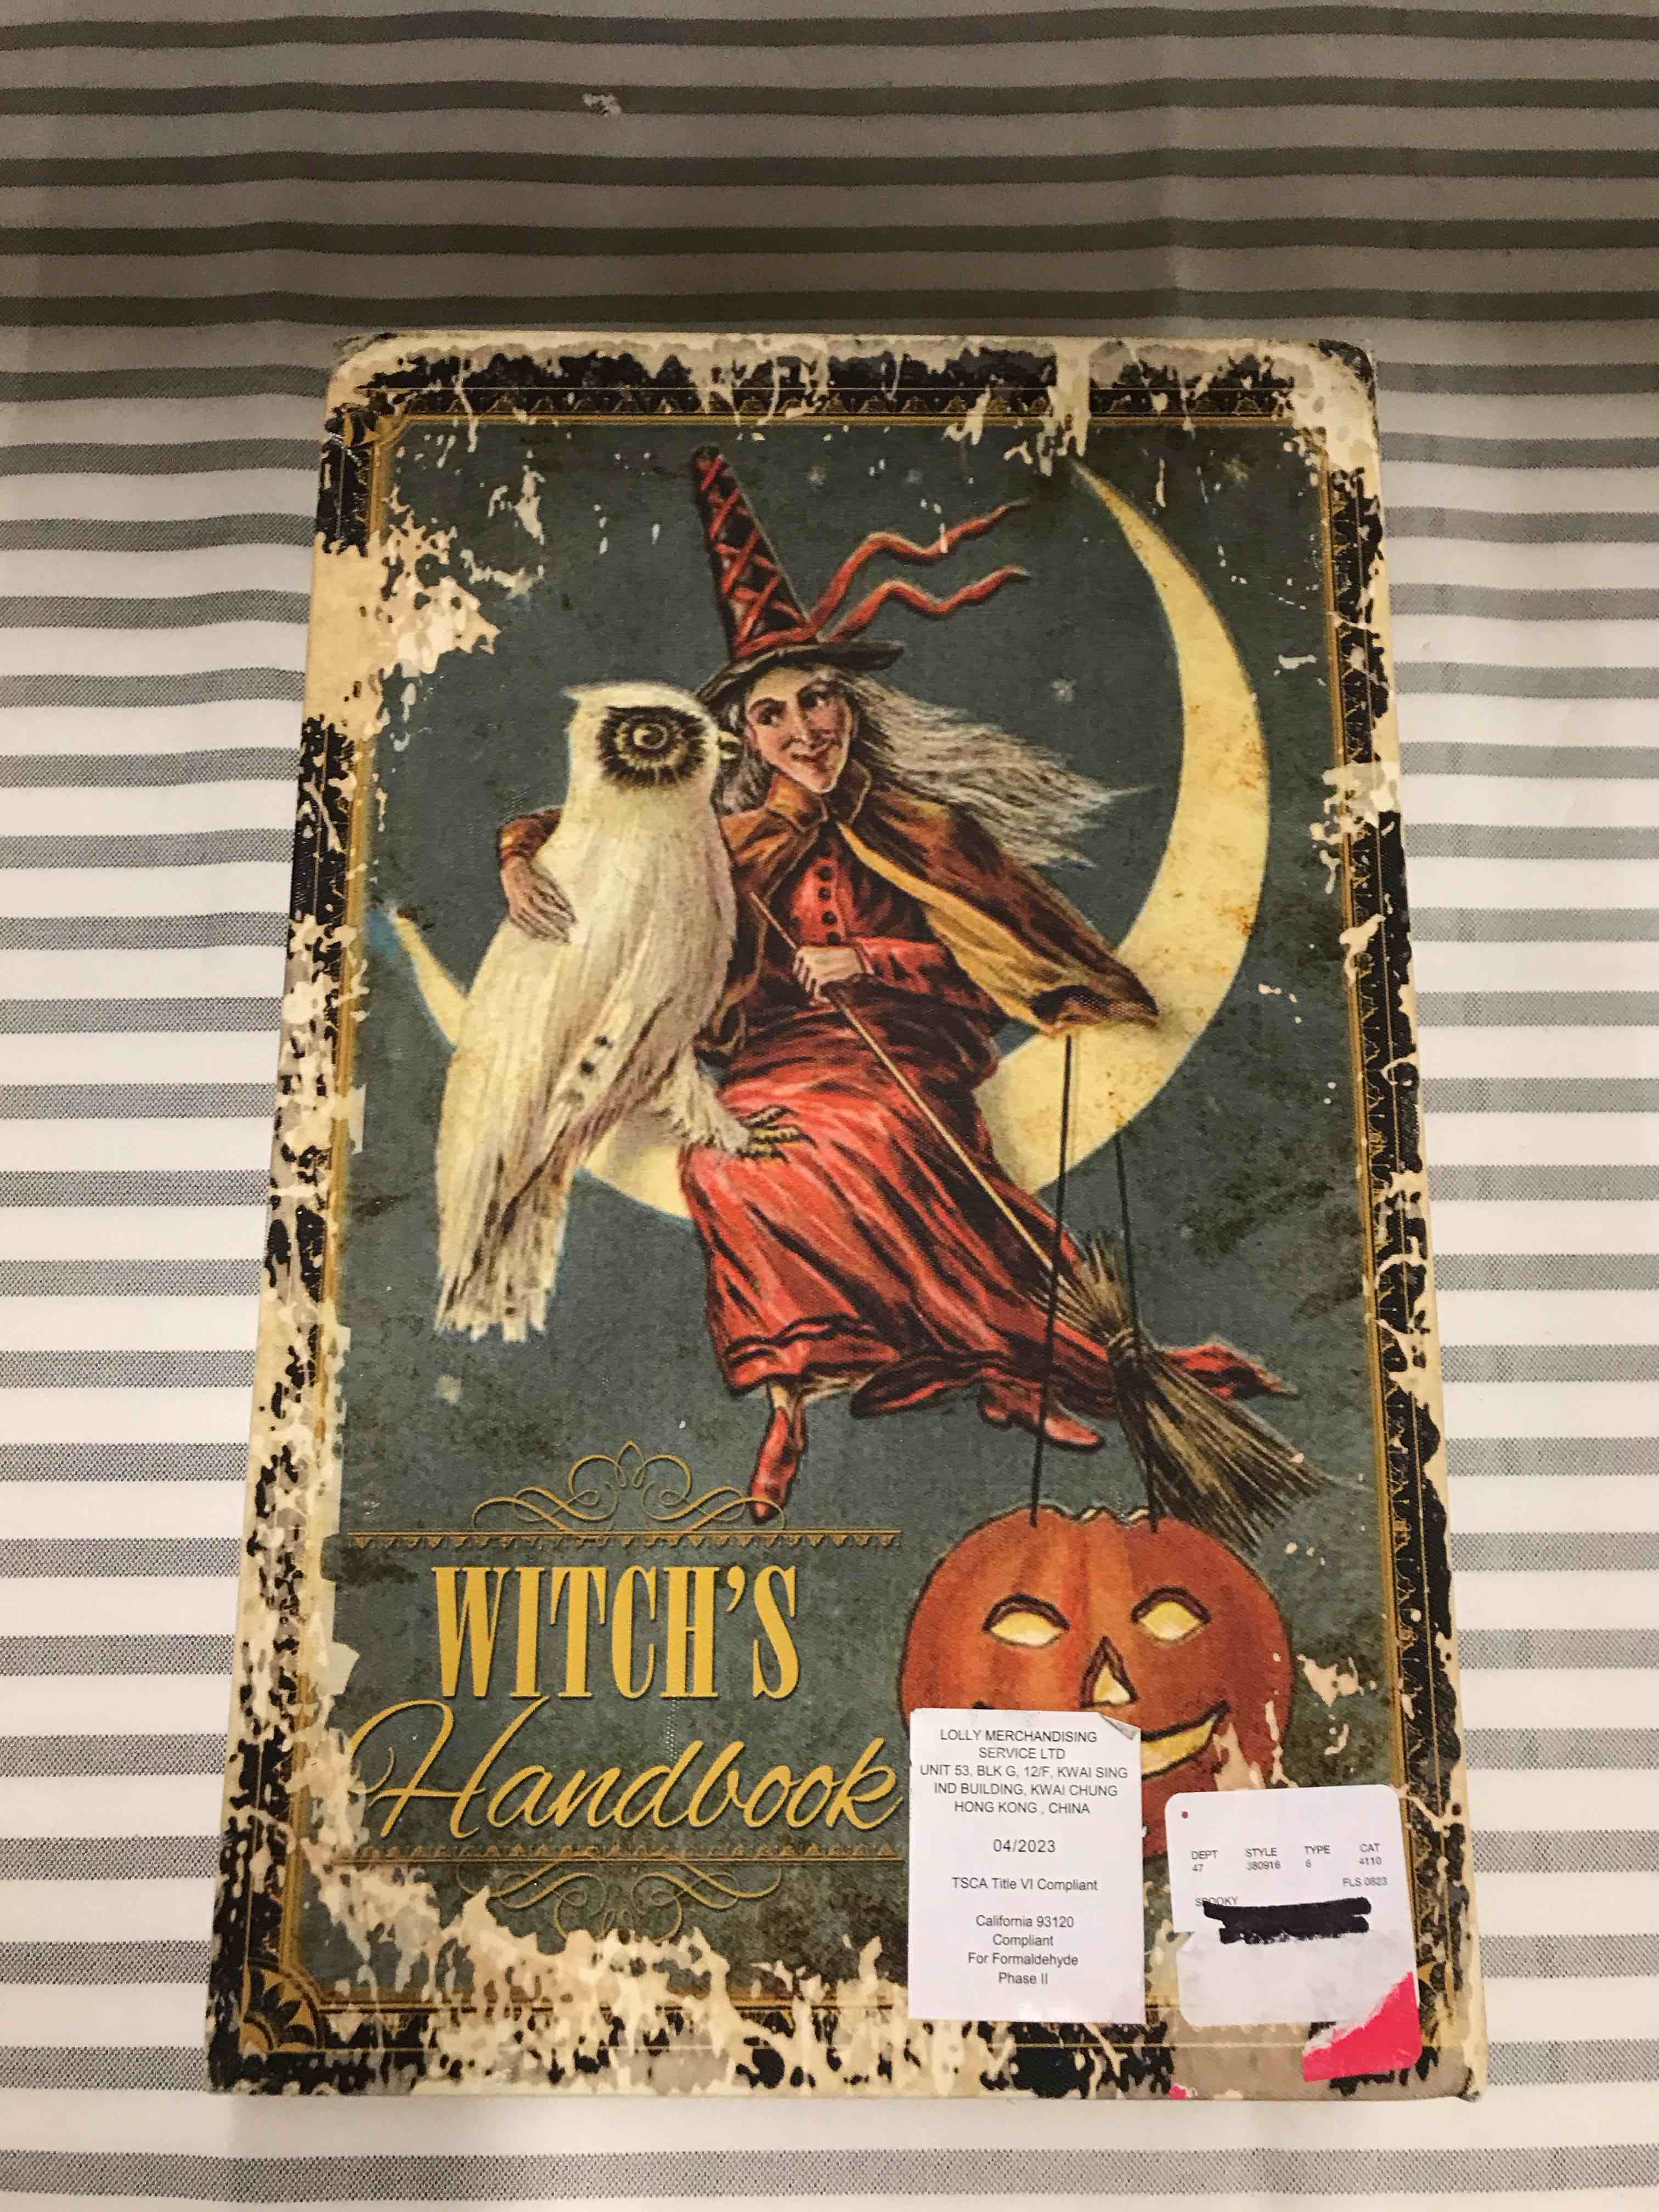 WITCH'S
Handbook
LOLLY MERCHANDISING
SERVICE LTD
UNIT 53, BLK G, 12/F, KWAI SING
IND BUILDING, KWAI CHUNG
HONG KONG , CHINA
04/2023
TSCA Title VI Compliant
California 93120
Compliant
For Formaldehyde
Phase II
DEPT STYLE TYPE CAT
47 380916 6 4110
FLS 0823
SPOOKY